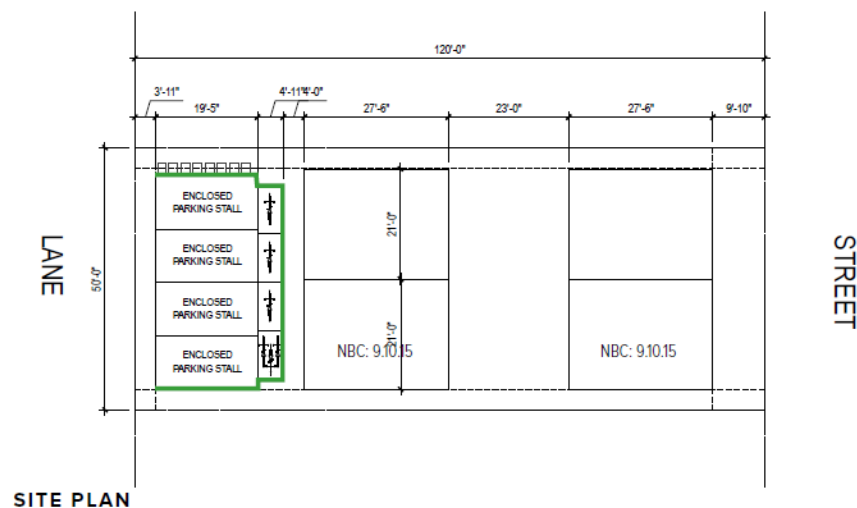 120'-0"
3'-11"
4'-11"
4'-0"
19'-5"
27'-6"
23'-0"
27'-6"
9'-10"
ENCLOSED
PARKING STALL
ENCLOSED
PARKING STALL
ENCLOSED
PARKING STALL
ENCLOSED
PARKING STALL
LANE
50'-0"
21'-0"
21'-0"
NBC: 9.10.15
NBC: 9.10.15
STREET
SITE PLAN